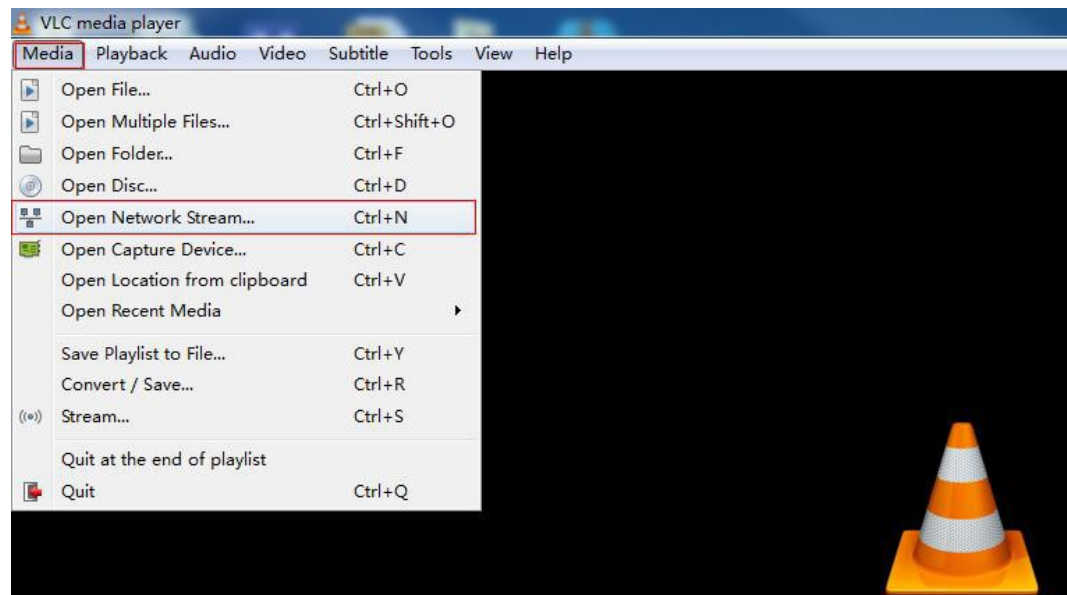 VLC media player
Media Playback Audio Video Subtitle Tools View Help
Open File... Ctrl+O
Open Multiple Files... Ctrl+Shift+O
Open Folder... Ctrl+F
Open Disc... Ctrl+D
Open Network Stream... Ctrl+N
Open Capture Device... Ctrl+C
Open Location from clipboard Ctrl+V
Open Recent Media
Save Playlist to File... Ctrl+Y
Convert / Save... Ctrl+R
Stream... Ctrl+S
Quit at the end of playlist
Quit Ctrl+Q